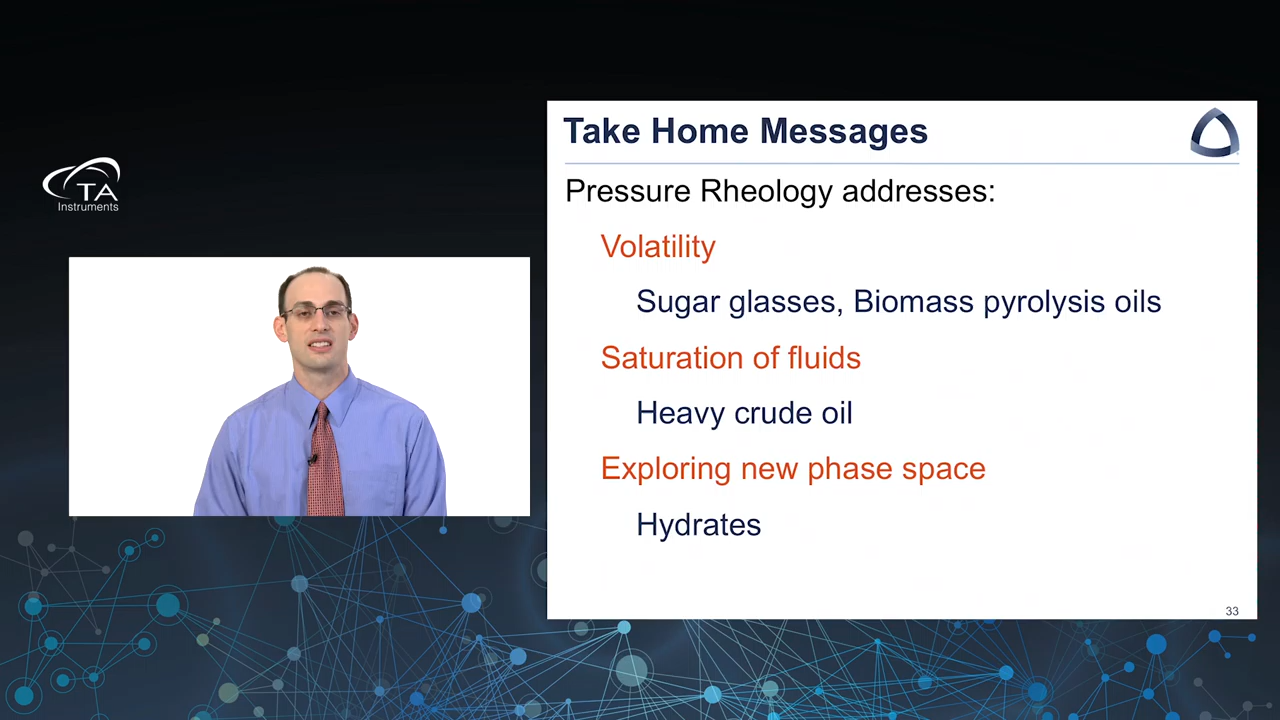 TA
Instruments
Take Home Messages
Pressure Rheology addresses:
Volatility
Sugar glasses, Biomass pyrolysis oils
Saturation of fluids
Heavy crude oil
Exploring new phase space
Hydrates
33